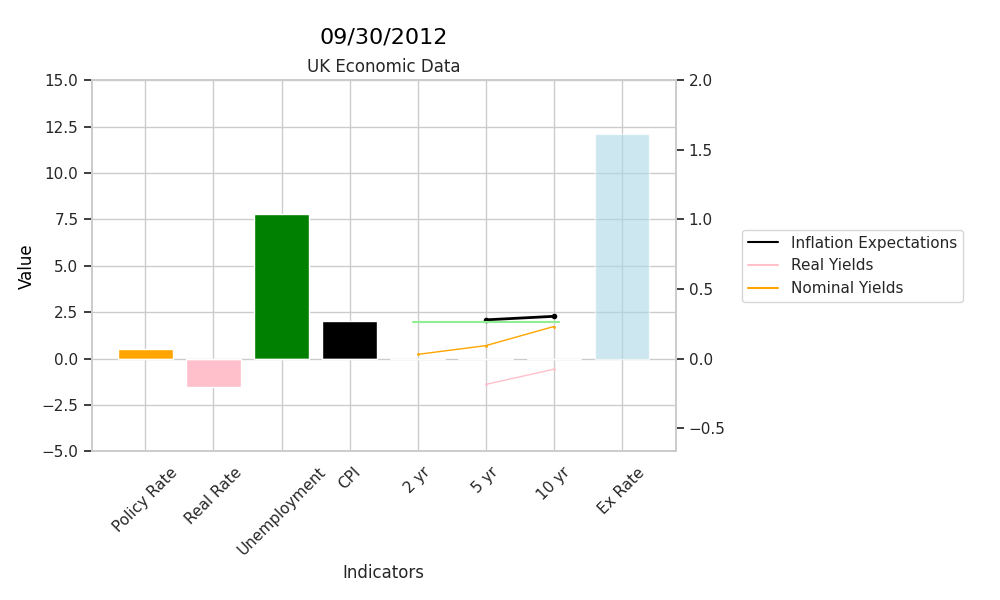 09/30/2012
UK Economic Data
15.0
12.5
10.0
7.5
5.0
2.5
0.0
−2.5
−5.0
Value
2.0
1.5
1.0
0.5
0.0
−0.5
Inflation Expectations
Real Yields
Nominal Yields
Policy Rate
Real Rate
Unemployment
CPI
2 yr
5 yr
10 yr
Ex Rate
Indicators